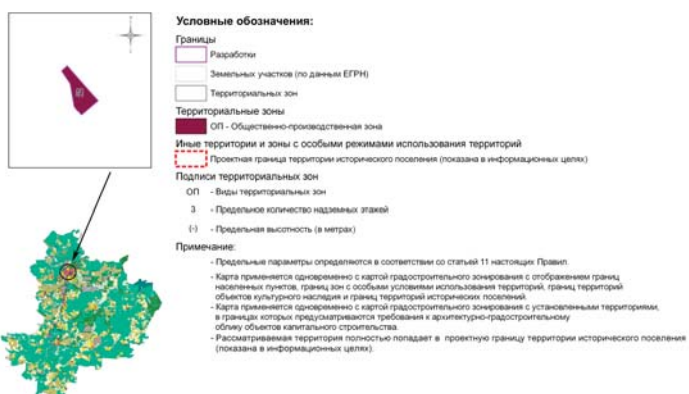 Условные обозначения:
Границы
Разработки
Земельных участков (по данным ЕГРН)
Территориальных зон
Территориальные зоны
ОП - Общественно-производственная зона
Иные территории и зоны с особыми режимами использования территорий
Проектная граница территории исторического поселения (показана в информационных целях)
Подписи территориальных зон
ОП - Виды территориальных зон
3 - Предельное количество надземных этажей
(-) - Предельная высотность (в метрах)
Примечание:
- Предельные параметры определяются в соответствии со статьей 11 настоящих Правил.
- Карта применяется одновременно с картой градостроительного зонирования с отображением границ
населенных пунктов, границ зон с особыми условиями использования территорий, границ территорий
объектов культурного наследия и границ территорий исторических поселений.
- Карта применяется одновременно с картой градостроительного зонирования с установленными территориями,
в границах которых предусматриваются требования к архитектурно-градостроительному
облику объектов капитального строительства.
- Рассматриваемая территория полностью попадает в проектную границу территории исторического поселения
(показана в информационных целях).